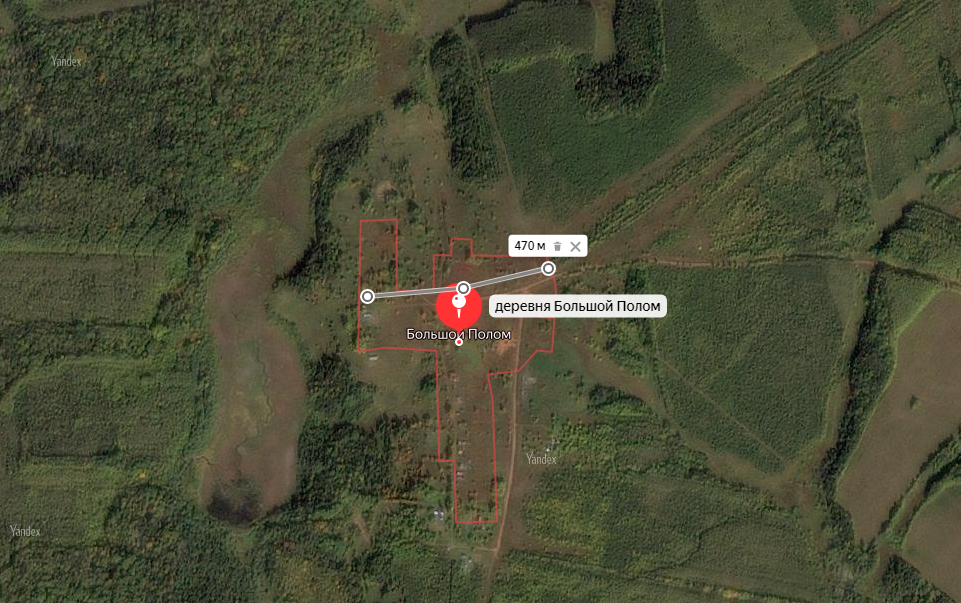 Yandex
470 м
деревня Большой Полом
Большой Полом
Yandex
Yandex